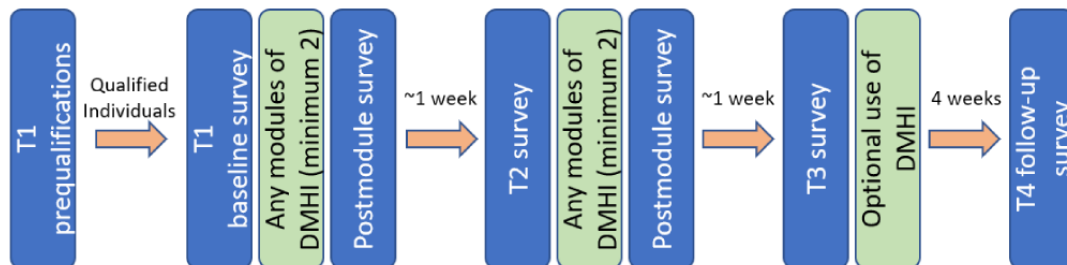 T1
prequalifications
Qualified
Individuals
T1
baseline survey
Any modules of
DMHI (minimum 2)
Postmodule survey
~1 week
T2 survey
Any modules of
DMHI (minimum 2)
Postmodule survey
~1 week
T3 survey
Optional use of
DMHI
4 weeks
T4 follow-up
survey